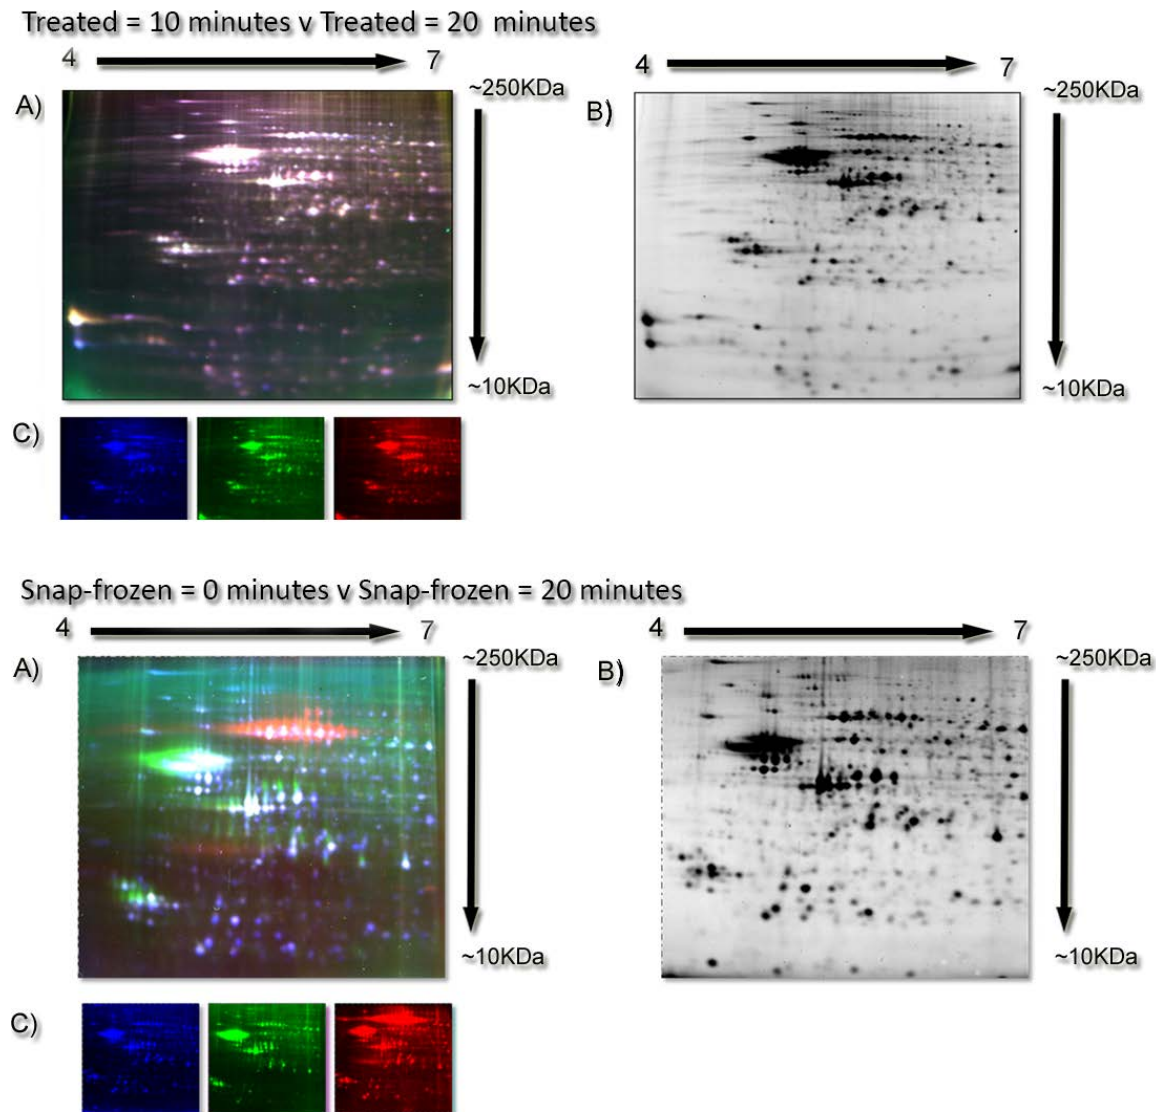 Treated = 10 minutes v Treated = 20 minutes
4 7 4 7
A) ~250KDa B) ~250KDa
~10KDa ~10KDa
C)
Snap-frozen = 0 minutes v Snap-frozen = 20 minutes
4 7 4 7
A) ~250KDa B) ~250KDa
~10KDa ~10KDa
C)